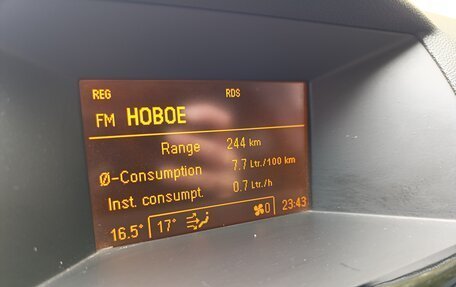 REG RDS
FM HOBOE
Range 244 km
Ø-Consumption 7.7 Ltr./100 km
Inst. consumpt. 0.7 Ltr./h
16.5° 17° 0 23:43